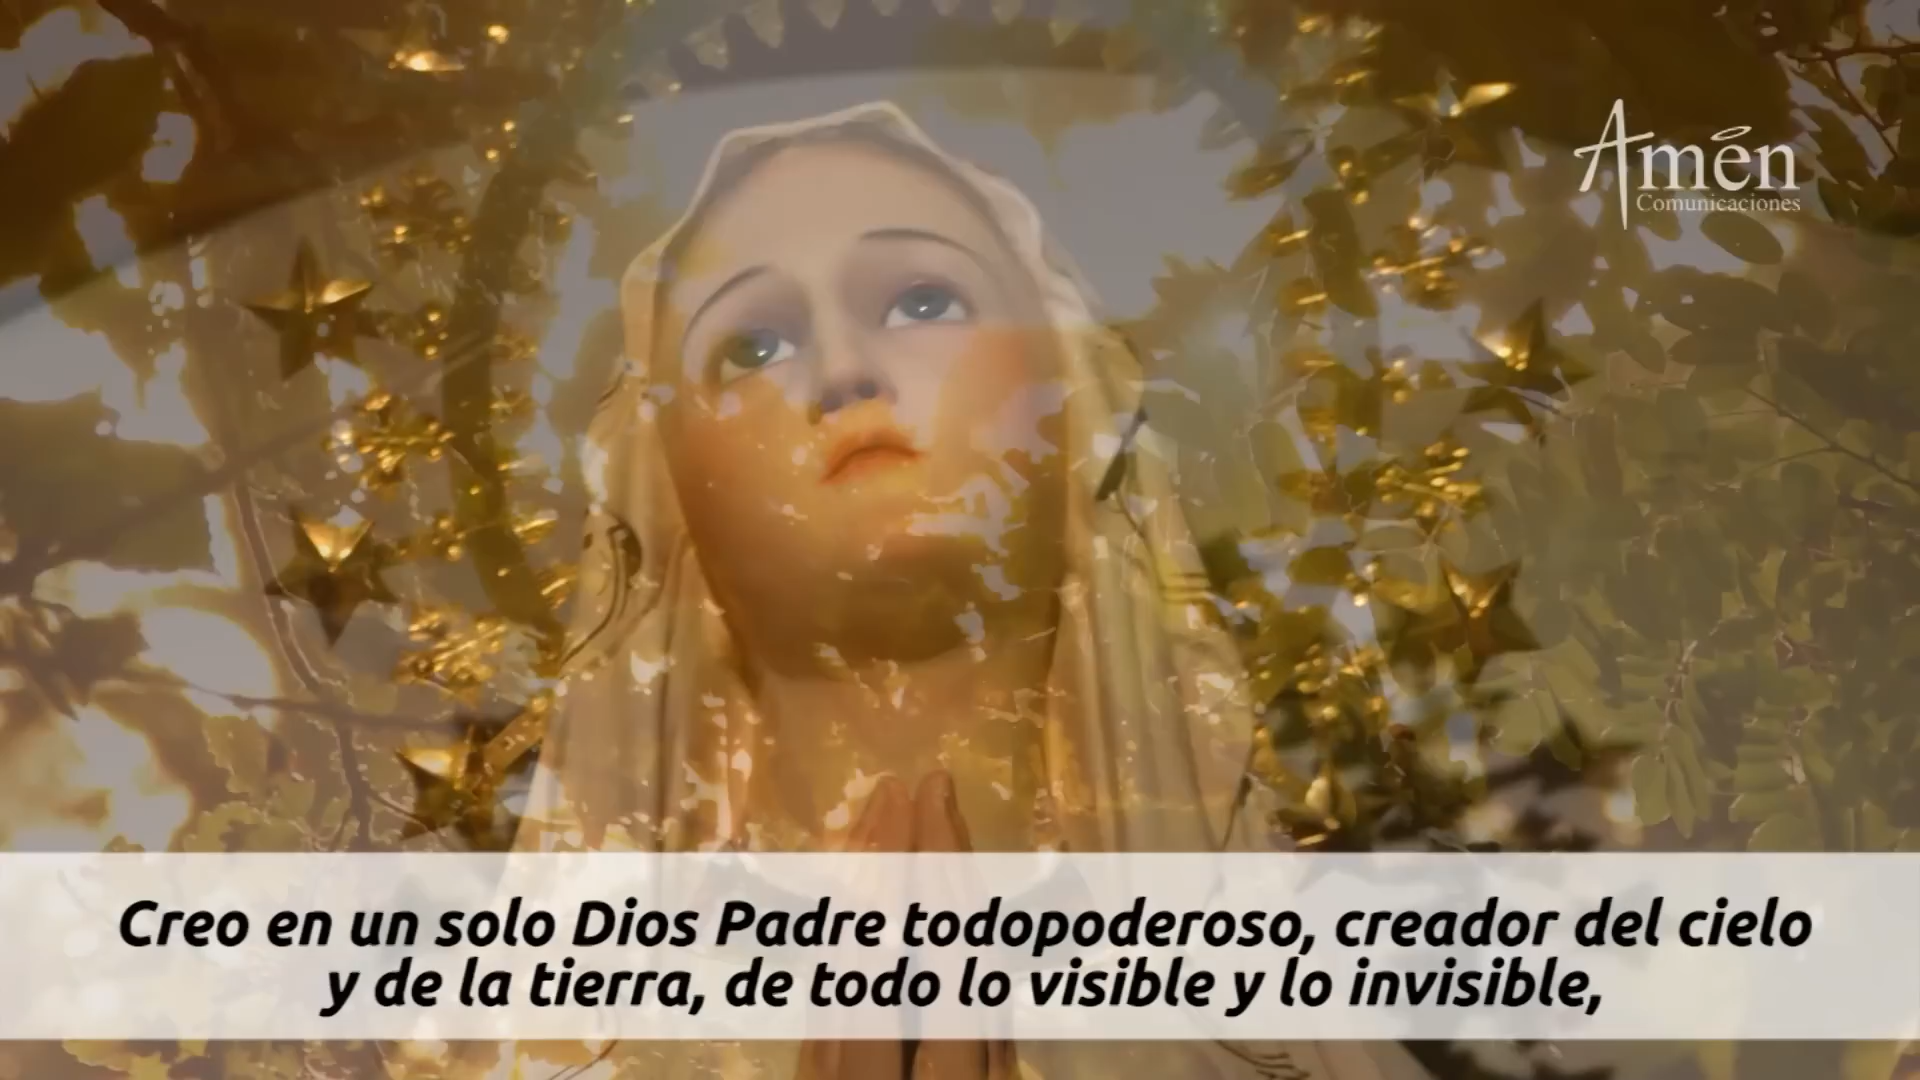 Amén
Comunicaciones
Creo en un solo Dios Padre todopoderoso, creador del cielo
y de la tierra, de todo lo visible y lo invisible,